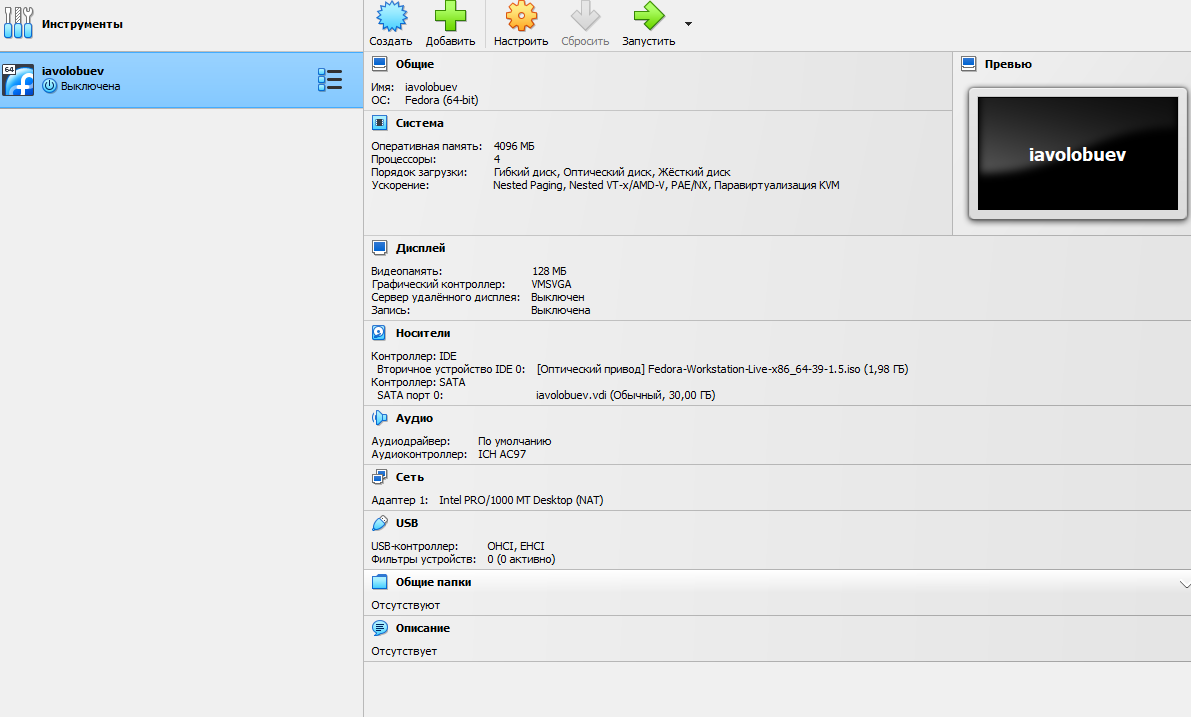 Инструменты
64
iavolobuev
Выключена
Создать Добавить Настроить Сбросить Запустить
Общие
Имя: iavolobuev
ОС: Fedora (64-bit)
Превью
iavolobuev
Система
Оперативная память: 4096 МБ
Процессоры: 4
Порядок загрузки: Гибкий диск, Оптический диск, Жёсткий диск
Ускорение: Nested Paging, Nested VT-x/AMD-V, PAE/NX, Паравиртуализация KVM
Дисплей
Видеопамять: 128 МБ
Графический контроллер: VMSVGA
Сервер удалённого дисплея: Выключен
Запись: Выключена
Носители
Контроллер: IDE
Вторичное устройство IDE 0: [Оптический привод] Fedora-Workstation-Live-x86_64-39-1.5.iso (1,98 ГБ)
Контроллер: SATA
SATA порт 0: iavolobuev.vdi (Обычный, 30,00 ГБ)
Аудио
Аудиодрайвер: По умолчанию
Аудиоконтроллер: ICH AC97
Сеть
Адаптер 1: Intel PRO/1000 MT Desktop (NAT)
USB
USB-контроллер: OHCI, EHCI
Фильтры устройств: 0 (0 активно)
Общие папки
Отсутствуют
Описание
Отсутствует